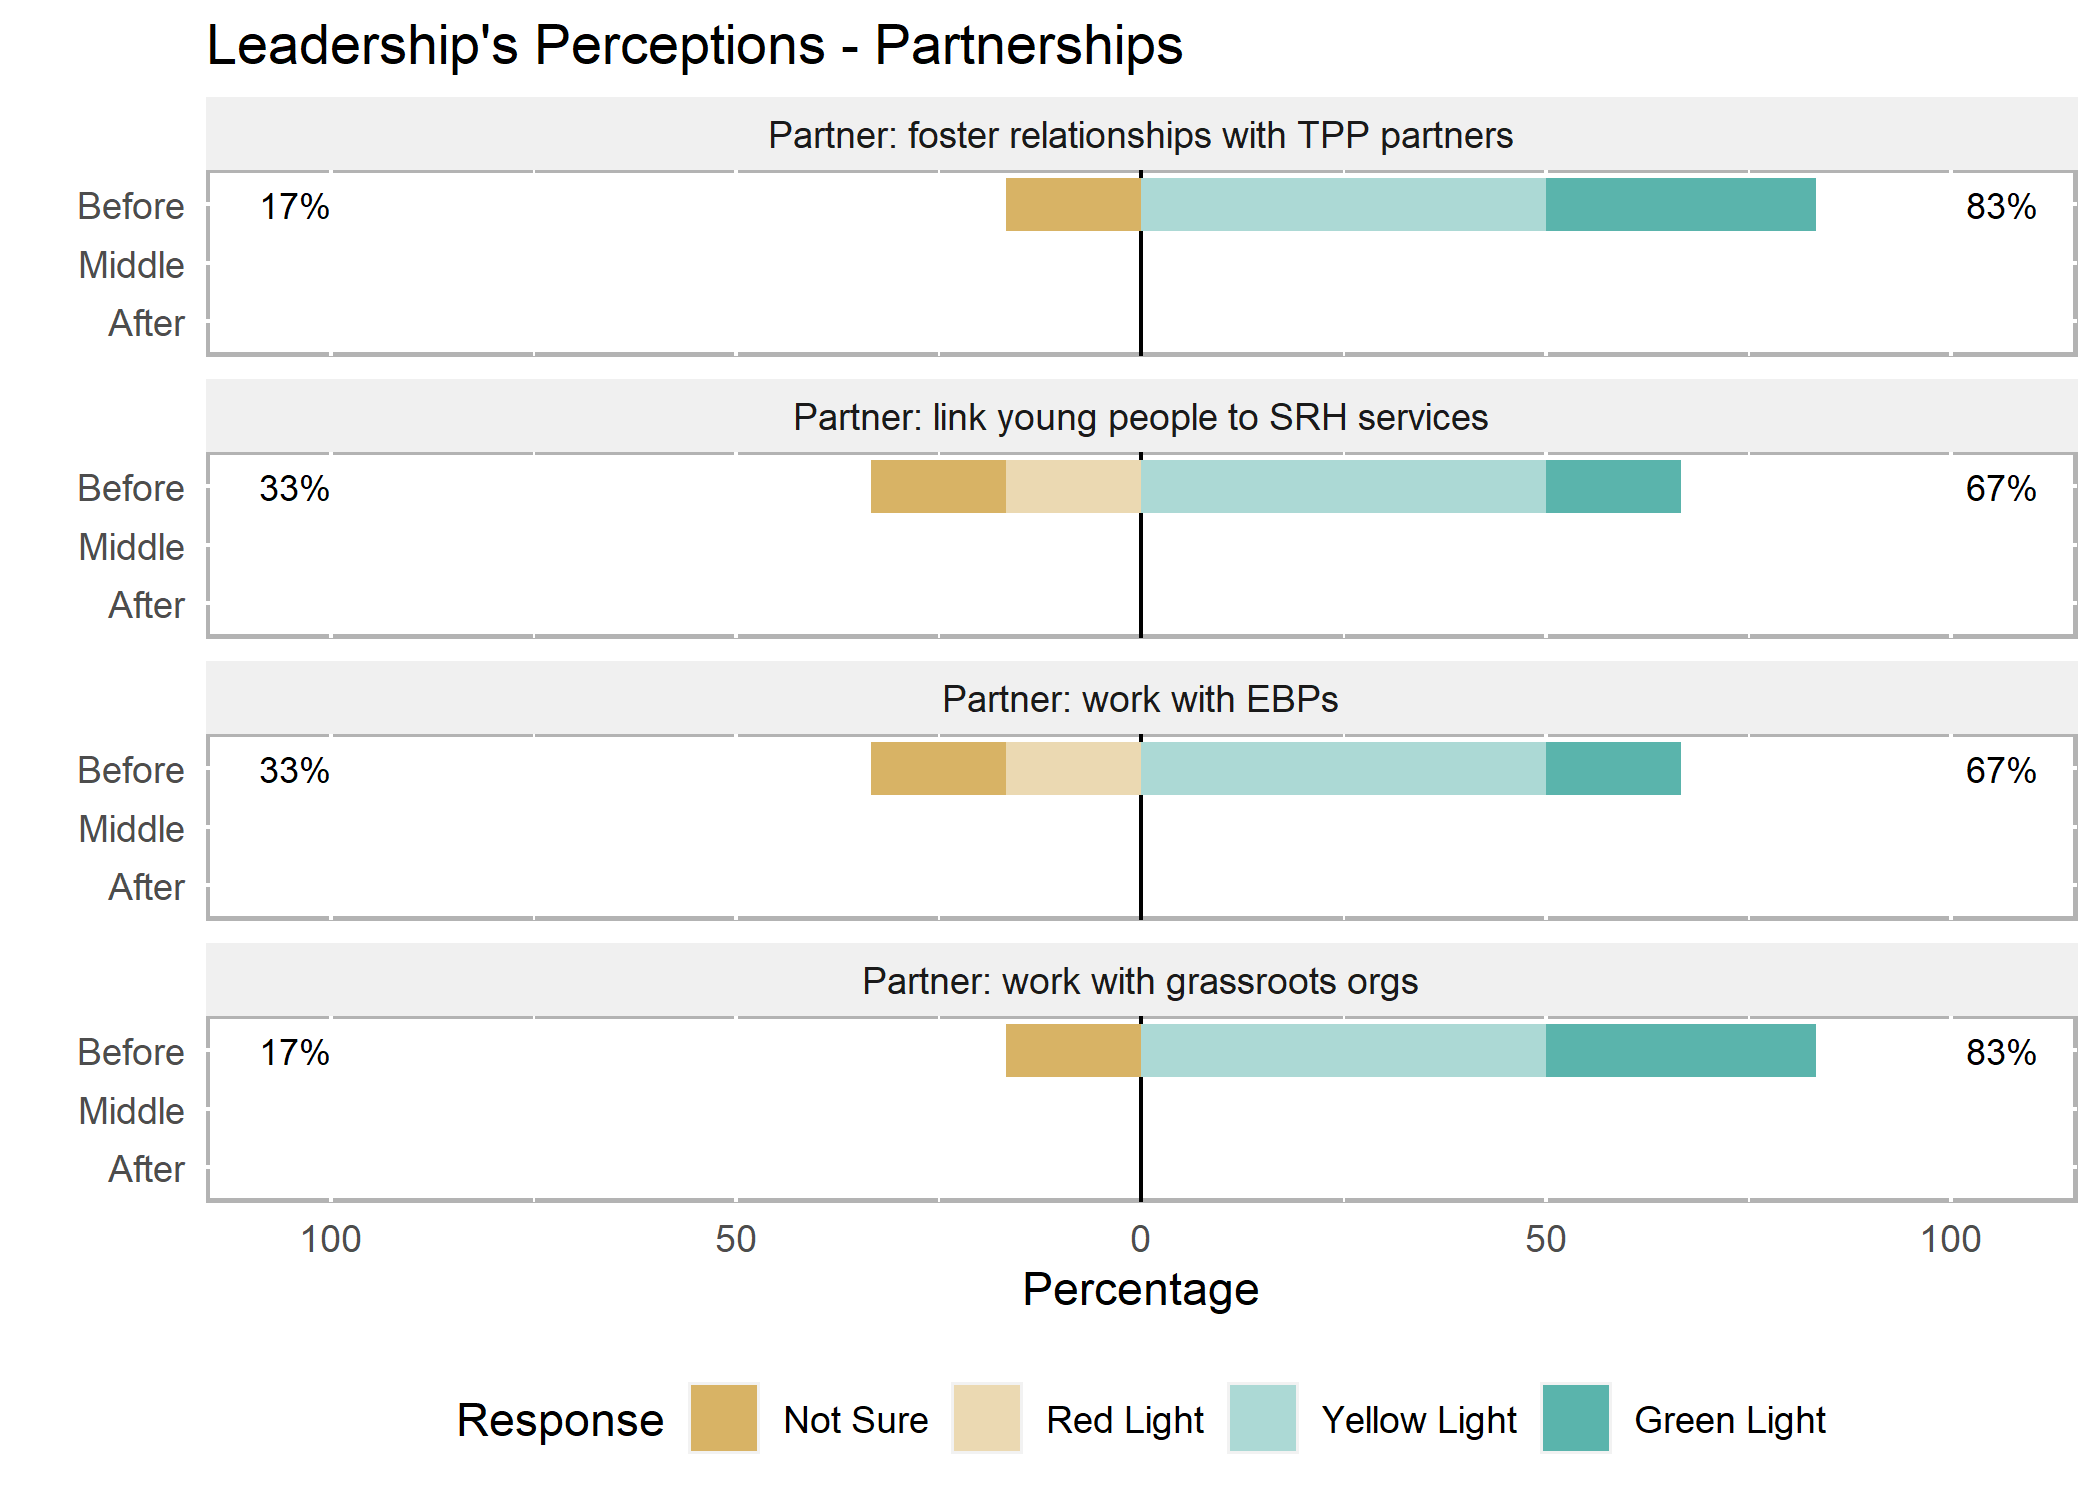 Leadership's Perceptions - Partnerships
Partner: foster relationships with TPP partners
Before 17% 83%
Middle
After
Partner: link young people to SRH services
Before 33% 67%
Middle
After
Partner: work with EBPs
Before 33% 67%
Middle
After
Partner: work with grassroots orgs
Before 17% 83%
Middle
After
100 50 0 50 100
Percentage
Response Not Sure Red Light Yellow Light Green Light